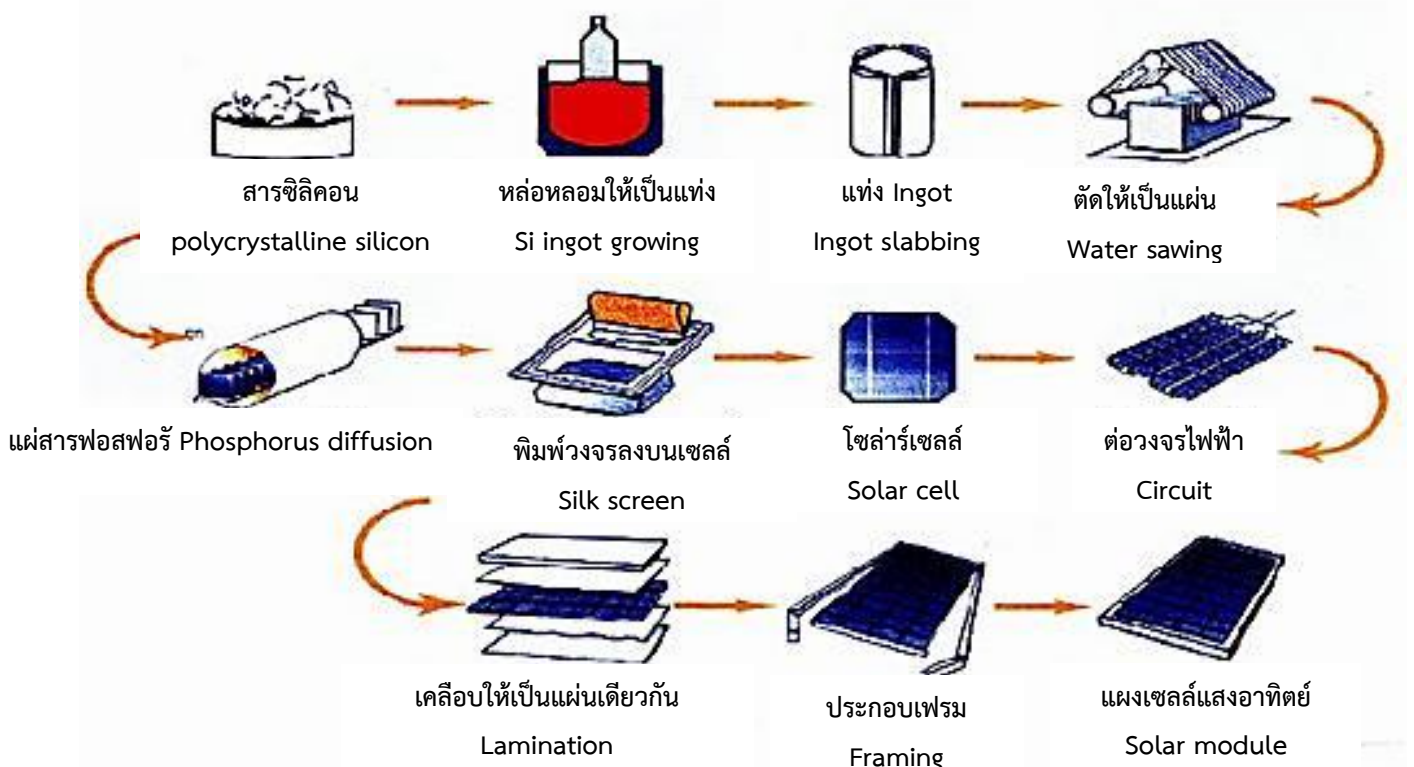 สารซิลิคอน
polycrystalline silicon
หล่อหลอมให้เป็นแท่ง
Si ingot growing
แท่ง Ingot
Ingot slabbing
ตัดให้เป็นแผ่น
Water sawing
แผ่สารฟอสฟอรั Phosphorus diffusion
พิมพ์วงจรลงบนเซลล์
Silk screen
โซล่าร์เซลล์
Solar cell
ต่อวงจรไฟฟ้า
Circuit
เคลือบให้เป็นแผ่นเดียวกัน
Lamination
ประกอบเฟรม
Framing
แผงเซลล์แสงอาทิตย์
Solar module